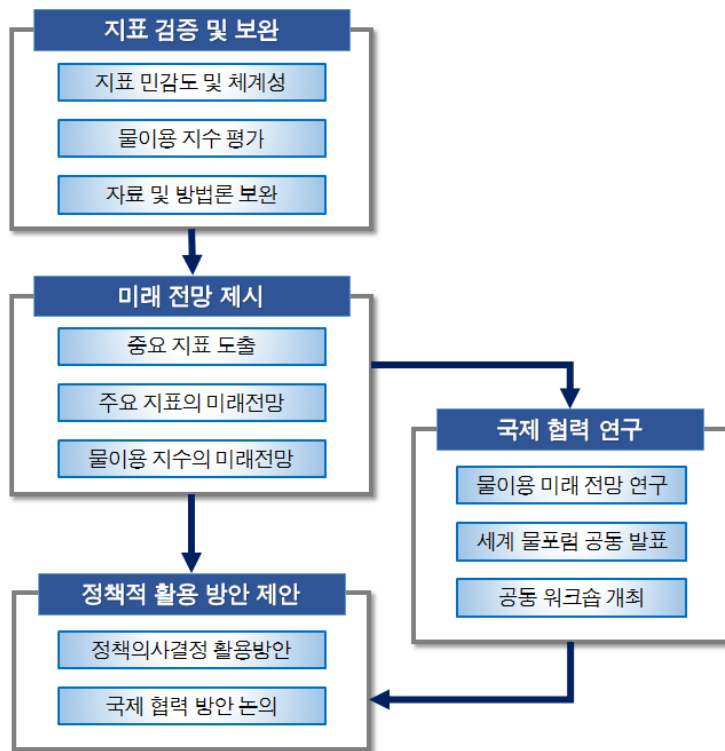 지표 검증 및 보완
지표 민감도 및 체계성
물이용 지수 평가
자료 및 방법론 보완
미래 전망 제시
중요 지표 도출
주요 지표의 미래전망
물이용 지수의 미래전망
국제 협력 연구
물이용 미래 전망 연구
세계 물포럼 공동 발표
공동 워크숍 개최
정책적 활용 방안 제안
정책의사결정 활용방안
국제 협력 방안 논의